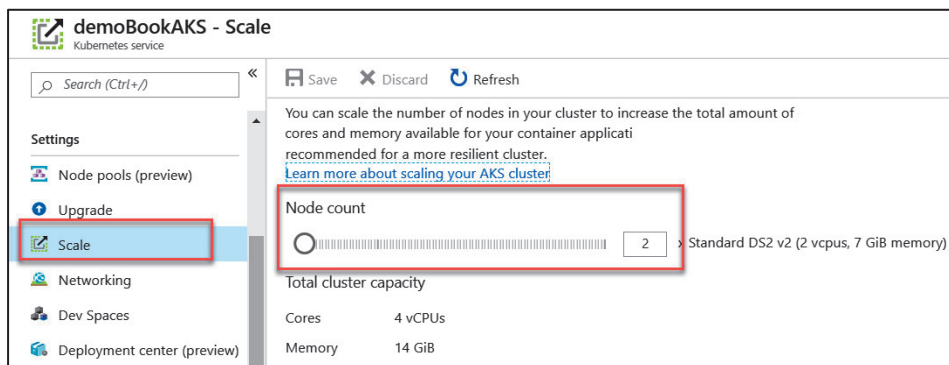 demoBookAKS - Scale
Kubernetes service
Search (Ctrl+/)
«
Settings
Node pools (preview)
Upgrade
Scale
Networking
Dev Spaces
Deployment center (preview)
Save Discard Refresh
You can scale the number of nodes in your cluster to increase the total amount of
cores and memory available for your container applicati
recommended for a more resilient cluster.
Learn more about scaling your AKS cluster
Node count
2 x Standard DS2 v2 (2 vcpus, 7 GiB memory)
Total cluster capacity
Cores 4 vCPUs
Memory 14 GiB